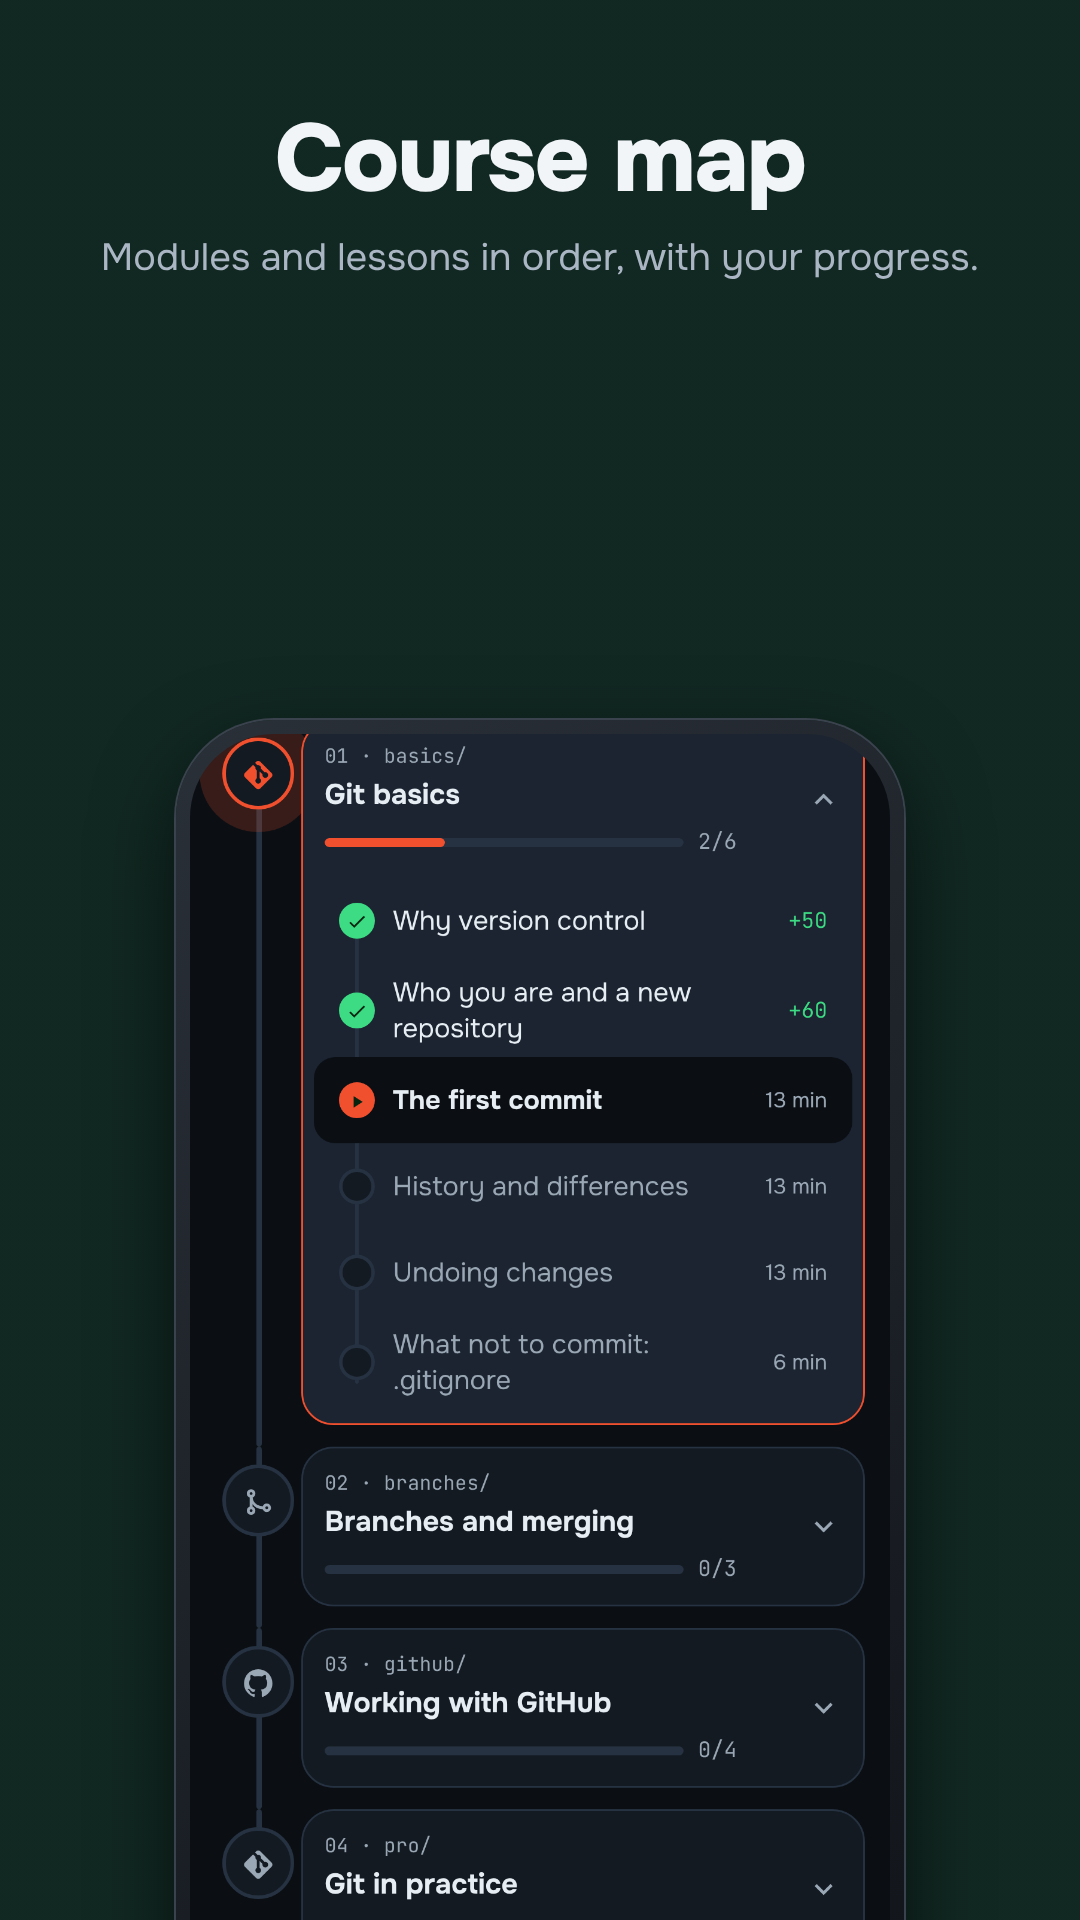 Course map
Modules and lessons in order, with your progress.
01 · basics/
Git basics
2/6
Why version control
+50
Who you are and a new
repository
+60
The first commit
13 min
History and differences
13 min
Undoing changes
13 min
What not to commit:
.gitignore
6 min
02 · branches/
Branches and merging
0/3
03 · github/
Working with GitHub
0/4
04 · pro/
Git in practice